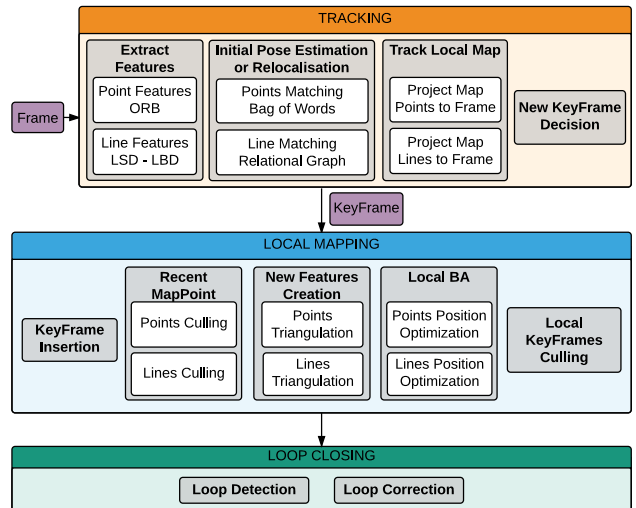 TRACKING
Frame
Extract
Features
Point Features
ORB
Line Features
LSD - LBD
Initial Pose Estimation
or Relocalisation
Points Matching
Bag of Words
Line Matching
Relational Graph
Track Local Map
Project Map
Points to Frame
Project Map
Lines to Frame
New KeyFrame
Decision
KeyFrame
LOCAL MAPPING
KeyFrame
Insertion
Recent
MapPoint
Points Culling
Lines Culling
New Features
Creation
Points
Triangulation
Lines
Triangulation
Local BA
Points Position
Optimization
Lines Position
Optimization
Local
KeyFrames
Culling
LOOP CLOSING
Loop Detection
Loop Correction